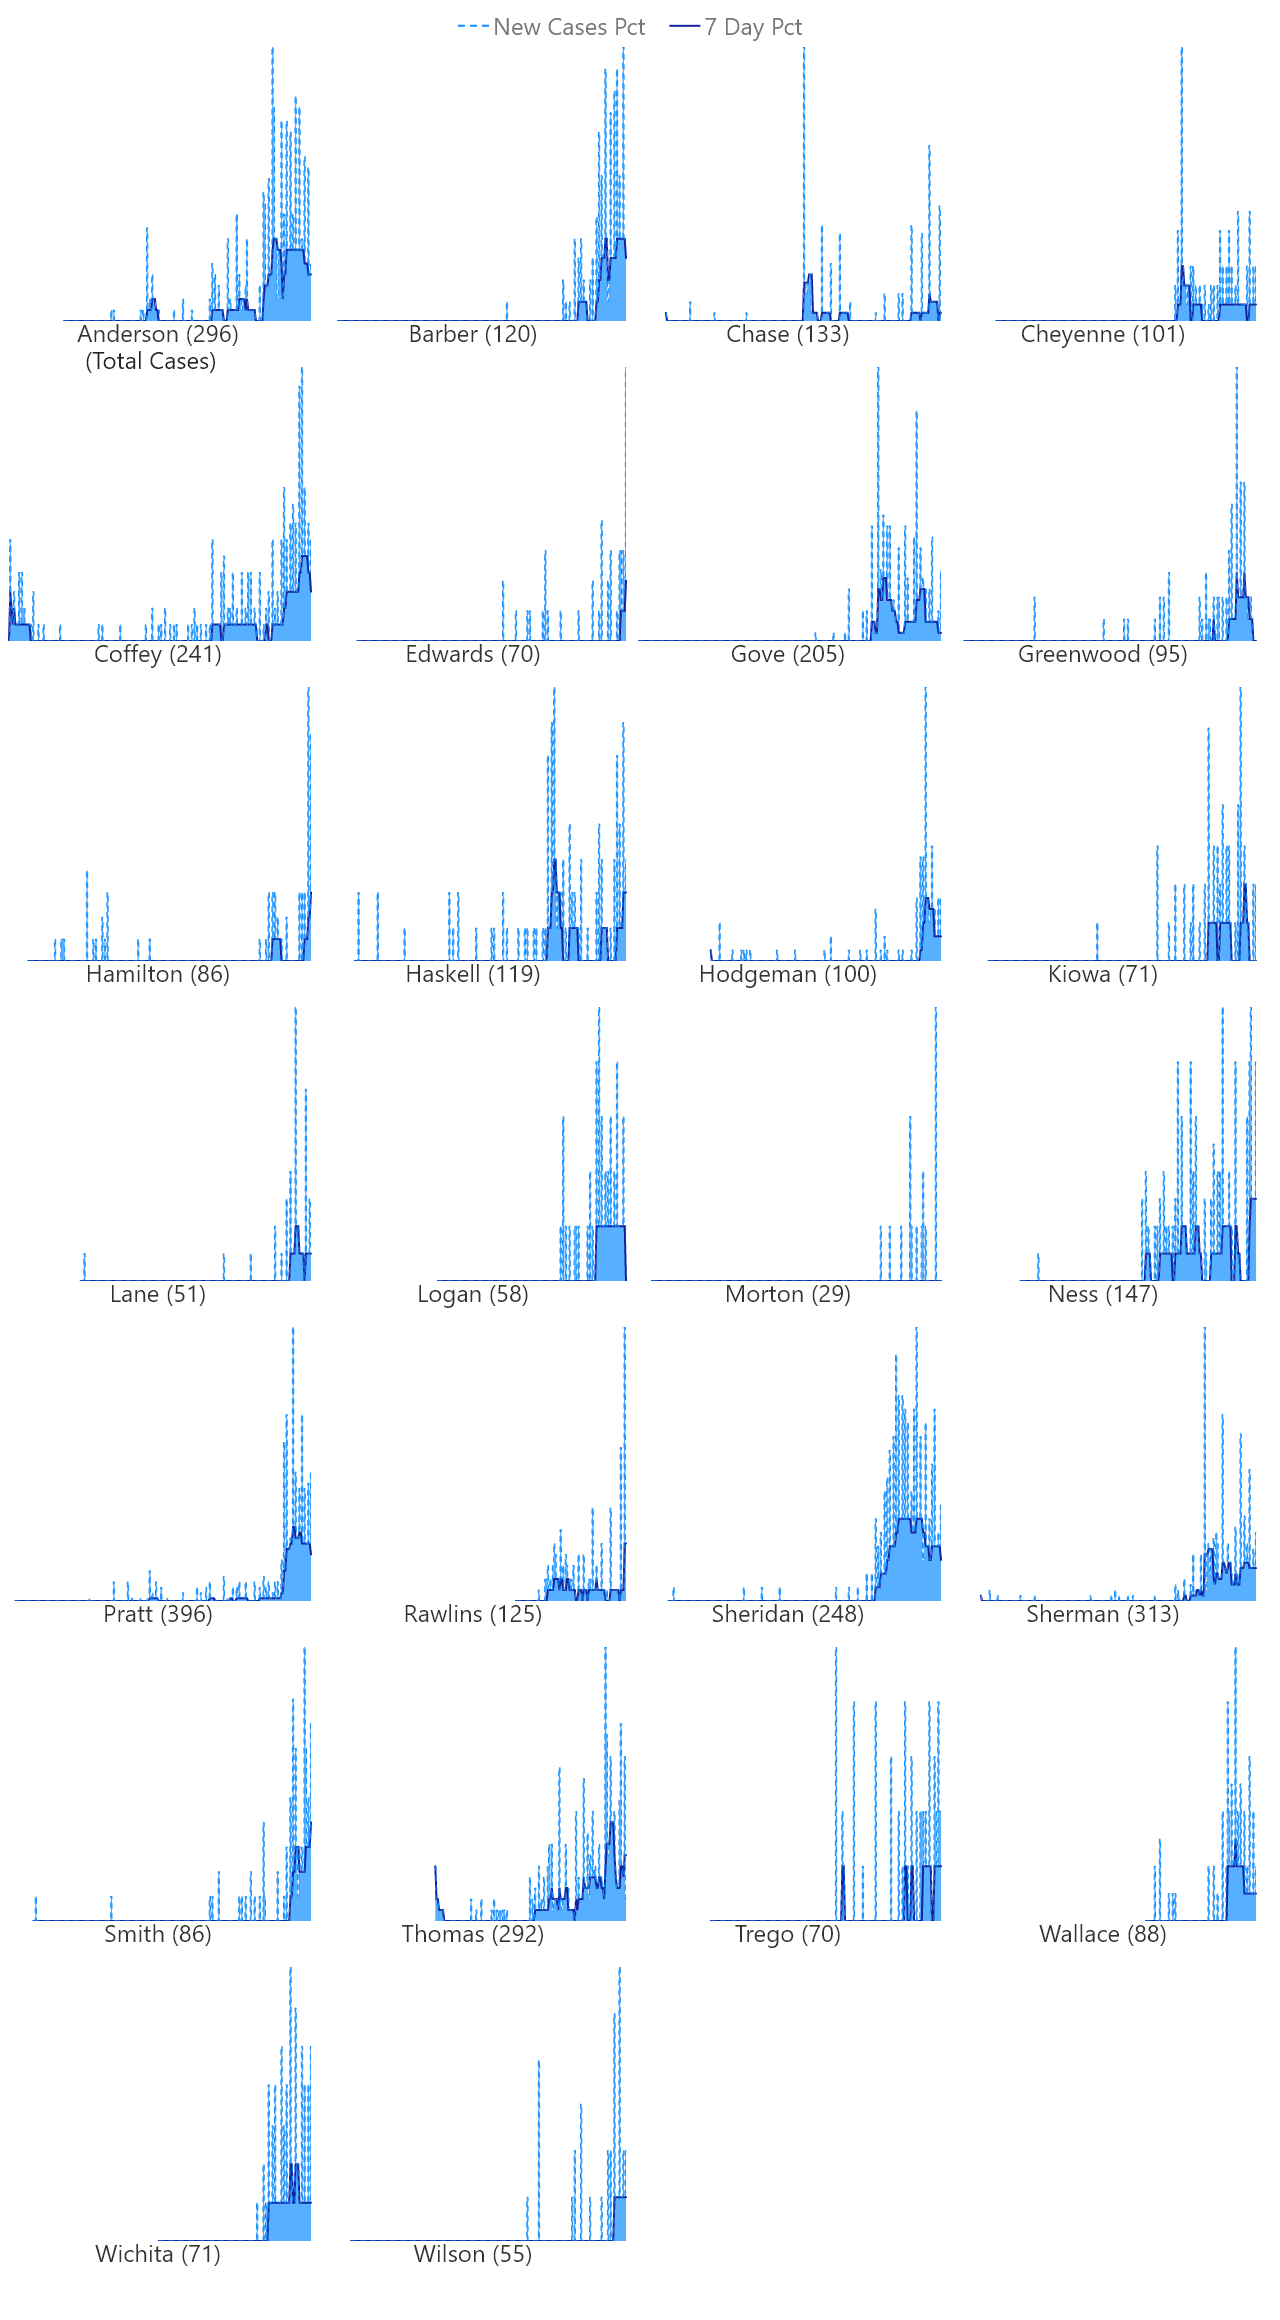 New Cases Pct 7 Day Pct
Anderson (296) Barber (120) Chase (133) Cheyenne (101)
(Total Cases)
Coffey (241) Edwards (70) Gove (205) Greenwood (95)
Hamilton (86) Haskell (119) Hodgeman (100) Kiowa (71)
Lane (51) Logan (58) Morton (29) Ness (147)
Pratt (396) Rawlins (125) Sheridan (248) Sherman (313)
Smith (86) Thomas (292) Trego (70) Wallace (88)
Wichita (71) Wilson (55)